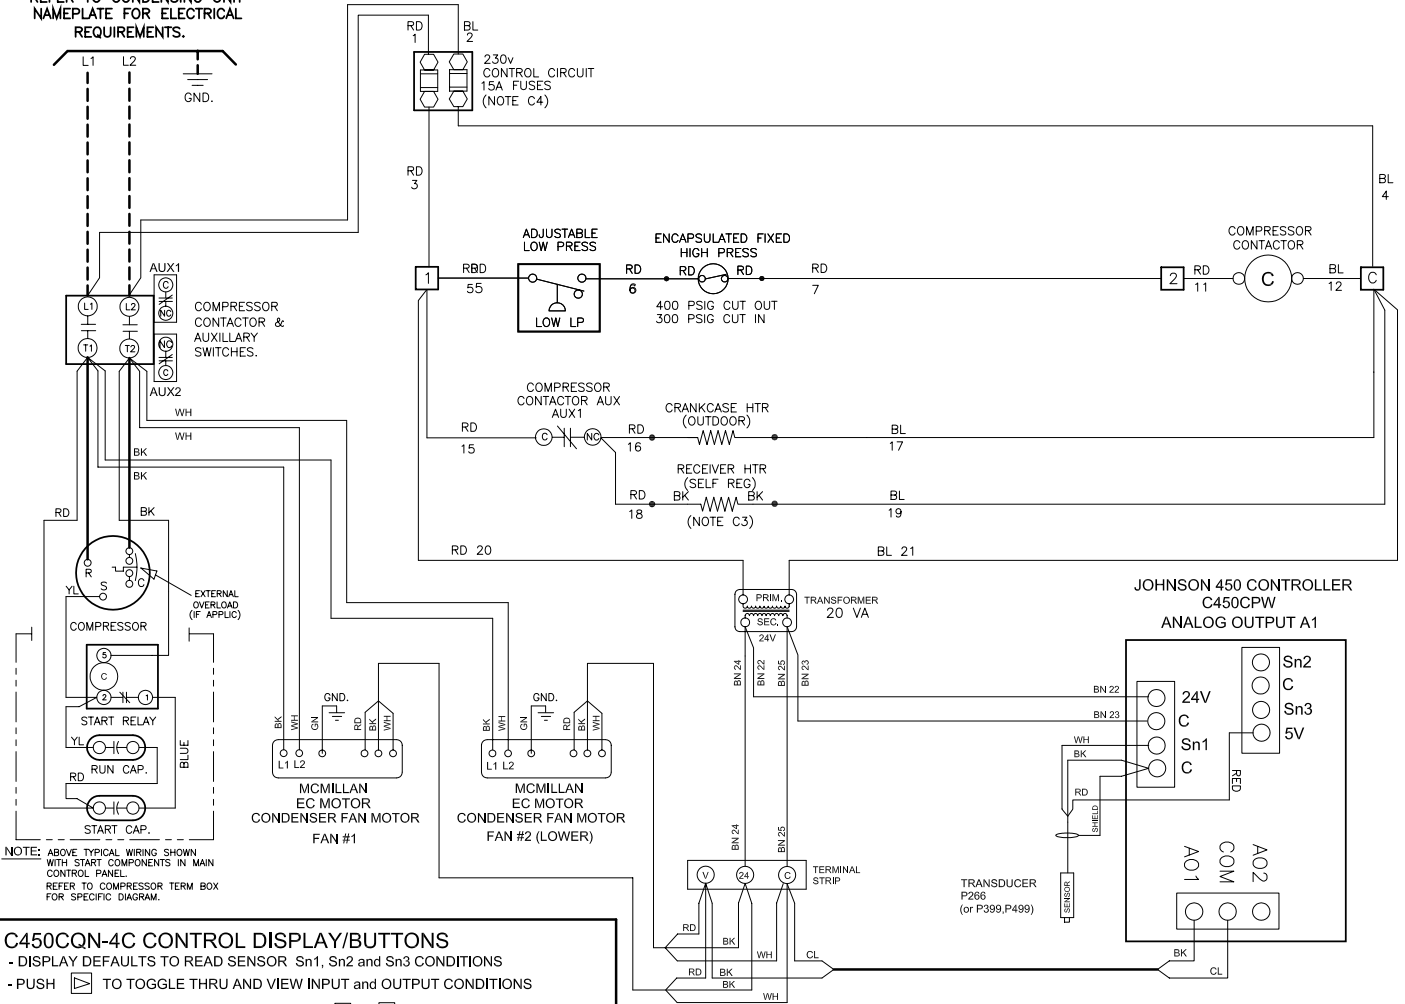 REFER TO CONDENSING UNIT
NAMEPLATE FOR ELECTRICAL
REQUIREMENTS.
L1
L2
GND.
RD
1
BL
2
230v
CONTROL CIRCUIT
15A FUSES
(NOTE C4)
RD
3
BL
4
ADJUSTABLE
LOW PRESS
ENCAPSULATED FIXED
HIGH PRESS
COMPRESSOR
CONTACTOR
1
RD
55
LOW LP
RD
6
RD
RD
400 PSIG CUT OUT
300 PSIG CUT IN
RD
7
2
RD
11
C
BL
12
C
AUX1
C
NC
L1
L2
T1
T2
NC
C
AUX2
COMPRESSOR
CONTACTOR &
AUXILLARY
SWITCHES.
WH
WH
BK
BK
COMPRESSOR
CONTACTOR AUX
AUX1
RD
15
C
NC
RD
16
CRANKCASE HTR
(OUTDOOR)
BL
17
RECEIVER HTR
(SELF REG)
RD
18
BK
BK
(NOTE C3)
BL
19
RD 20
BL 21
RD
BK
R
S
C
YL
EXTERNAL
OVERLOAD
(IF APPLIC)
COMPRESSOR
5
C
2
1
START RELAY
YL
RUN CAP.
RD
BLUE
START CAP.
NOTE: ABOVE TYPICAL WIRING SHOWN
WITH START COMPONENTS IN MAIN
CONTROL PANEL.
REFER TO COMPRESSOR TERM BOX
FOR SPECIFIC DIAGRAM.
PRIM.
SEC.
24V
TRANSFORMER
20 VA
BN 24
BN 22
BN 25
BN 23
GND.
BK
WH
GN
RD
BK
WH
L1 L2
MCMILLAN
EC MOTOR
CONDENSER FAN MOTOR
FAN #1
GND.
BK
WH
GN
RD
BK
WH
L1 L2
MCMILLAN
EC MOTOR
CONDENSER FAN MOTOR
FAN #2 (LOWER)
BN 24
BN 25
V
24
C
TERMINAL
STRIP
RD
BK
WH
CL
RD
BK
WH
JOHNSON 450 CONTROLLER
C450CPW
ANALOG OUTPUT A1
BN 22
BN 23
WH
BK
RD
24V
C
Sn1
C
Sn2
C
Sn3
5V
RED
SHIELD
SENSOR
TRANSDUCER
P266
(or P399,P499)
AO1
COM
AO2
BK
CL
C450CQN-4C CONTROL DISPLAY/BUTTONS
- DISPLAY DEFAULTS TO READ SENSOR Sn1, Sn2 and Sn3 CONDITIONS
- PUSH TO TOGGLE THRU AND VIEW INPUT and OUTPUT CONDITIONS